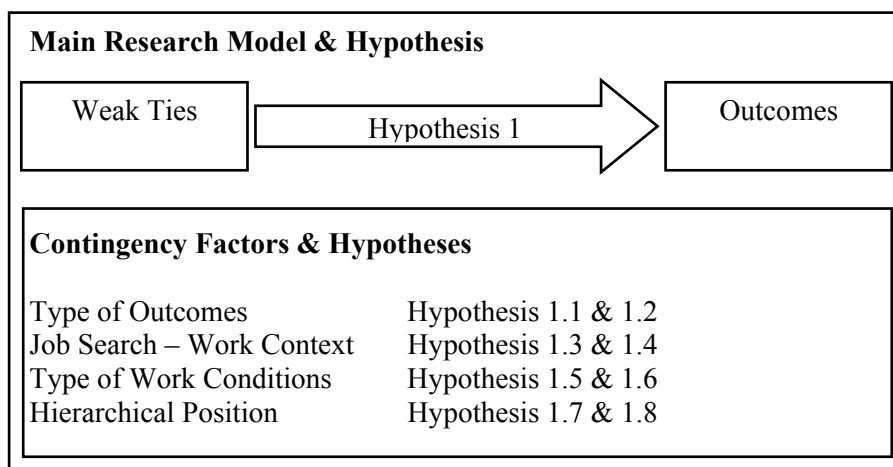 Main Research Model & Hypothesis
Weak Ties
Hypothesis 1
Outcomes
Contingency Factors & Hypotheses
Type of Outcomes Hypothesis 1.1 & 1.2
Job Search – Work Context Hypothesis 1.3 & 1.4
Type of Work Conditions Hypothesis 1.5 & 1.6
Hierarchical Position Hypothesis 1.7 & 1.8